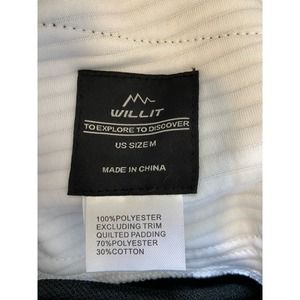 WILLIT
TO EXPLORE TO DISCOVER
US SIZE M
MADE IN CHINA
100%POLYESTER
EXCLUDING TRIM
QUILTED PADDING
70%POLYESTER
30%COTTON